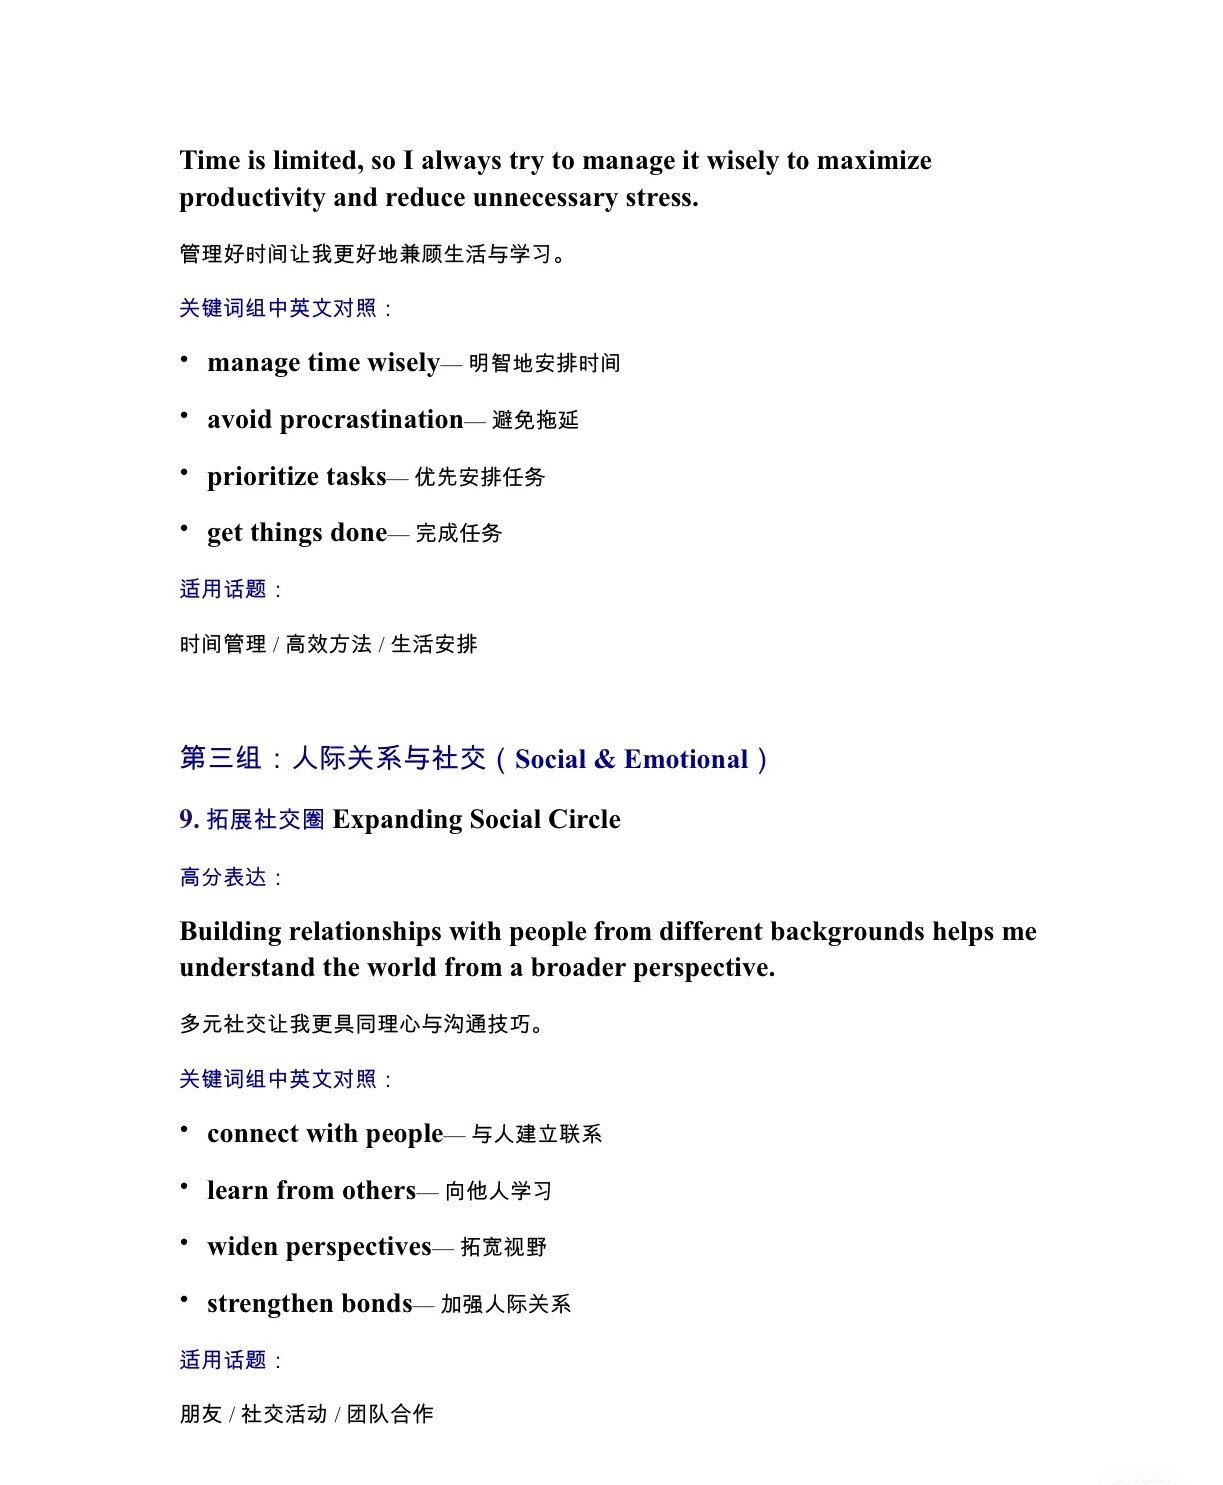 Time is limited, so I always try to manage it wisely to maximize
productivity and reduce unnecessary stress.
管理好时间让我更好地兼顾生活与学习。
关键词组中英文对照：
• manage time wisely— 明智地安排时间
• avoid procrastination— 避免拖延
• prioritize tasks— 优先安排任务
• get things done— 完成任务
适用话题：
时间管理 / 高效方法 / 生活安排
第三组：人际关系与社交（Social & Emotional）
9. 拓展社交圈 Expanding Social Circle
高分表达：
Building relationships with people from different backgrounds helps me
understand the world from a broader perspective.
多元社交让我更具同理心与沟通技巧。
关键词组中英文对照：
• connect with people— 与人建立联系
• learn from others— 向他人学习
• widen perspectives— 拓宽视野
• strengthen bonds— 加强人际关系
适用话题：
朋友 / 社交活动 / 团队合作